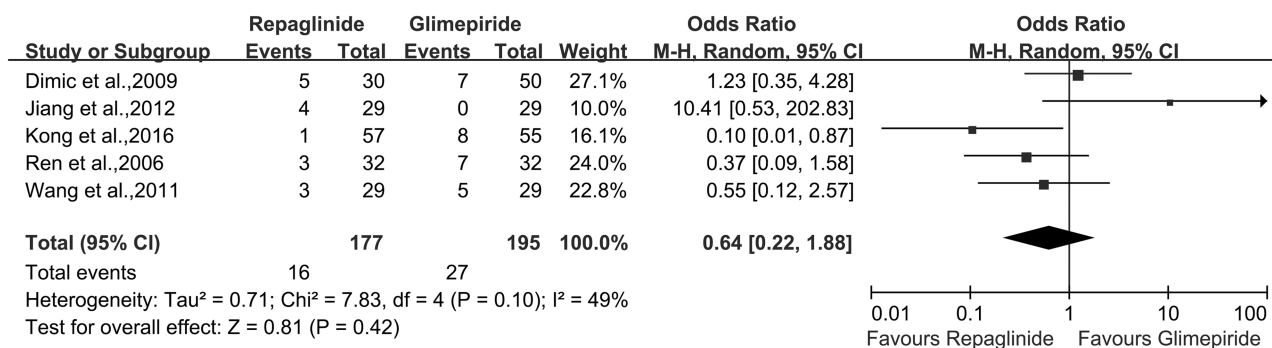 Repaglinide Glimepiride Odds Ratio Odds Ratio
Study or Subgroup Events Total Events Total Weight M-H, Random, 95% CI M-H, Random, 95% CI
Dimic et al.,2009 5 30 7 50 27.1% 1.23 [0.35, 4.28]
Jiang et al.,2012 4 29 0 29 10.0% 10.41 [0.53, 202.83]
Kong et al.,2016 1 57 8 55 16.1% 0.10 [0.01, 0.87]
Ren et al.,2006 3 32 7 32 24.0% 0.37 [0.09, 1.58]
Wang et al.,2011 3 29 5 29 22.8% 0.55 [0.12, 2.57]
Total (95% CI) 177 195 100.0% 0.64 [0.22, 1.88]
Total events 16 27
Heterogeneity: Tau² = 0.71; Chi² = 7.83, df = 4 (P = 0.10); I² = 49%
Test for overall effect: Z = 0.81 (P = 0.42)
0.01 0.1 1 10 100
Favours Repaglinide Favours Glimepiride